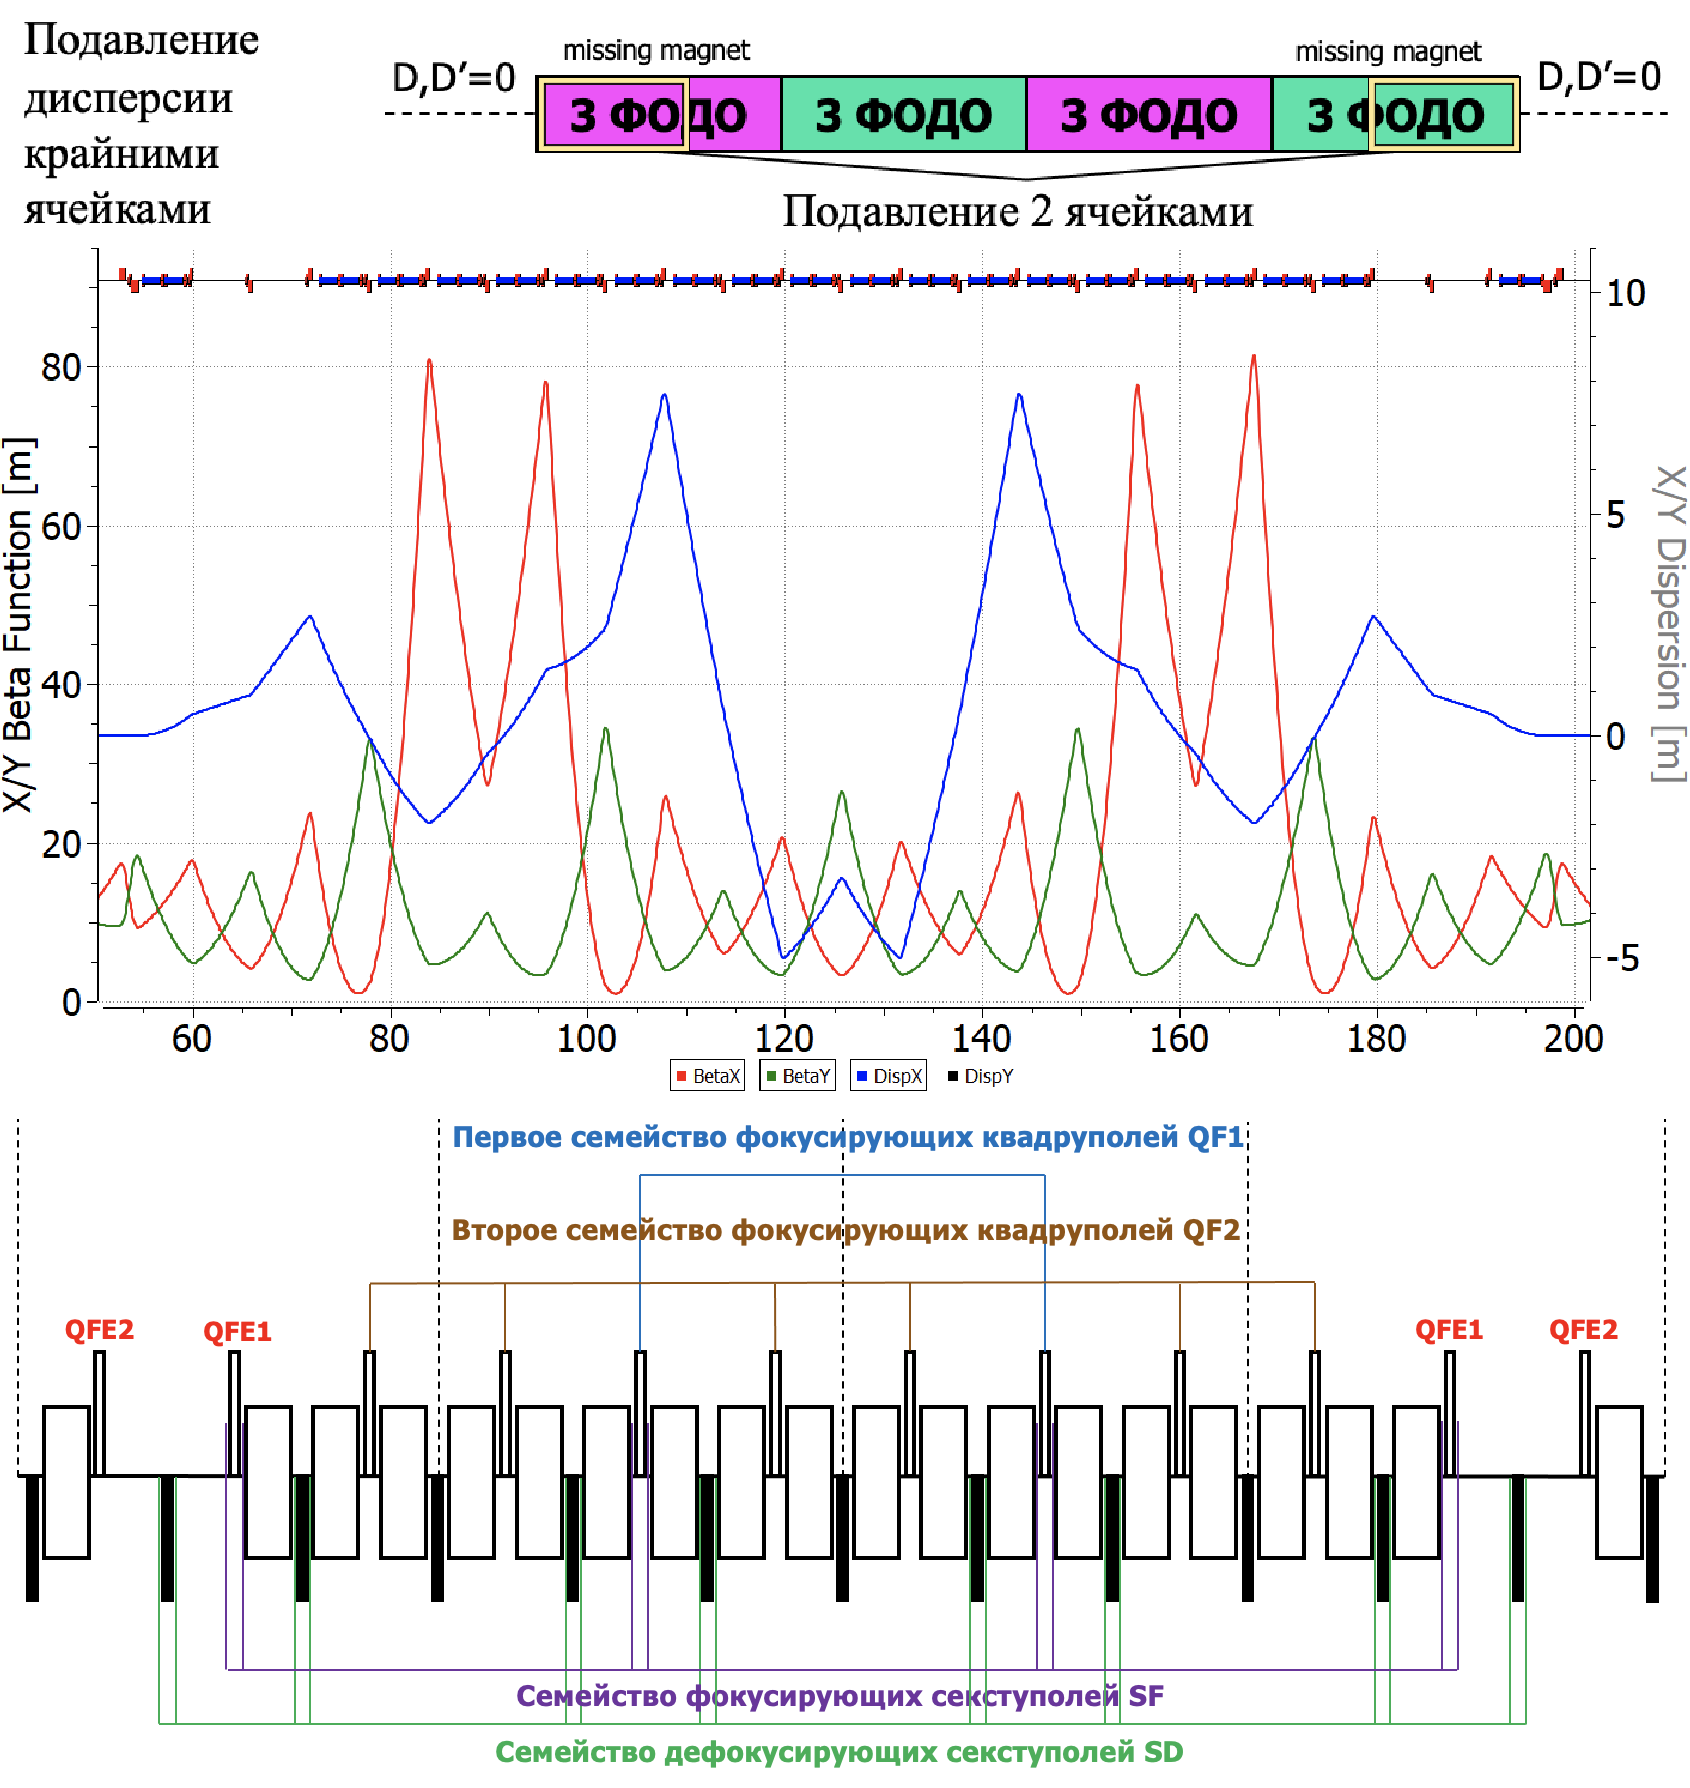 Подавление
дисперсии
крайними
ячейками
missing magnet
missing magnet
D,D’=0
D,D’=0
3 ФОДО
3 ФОДО
3 ФОДО
3 ФОДО
Подавление 2 ячейками
X/Y Beta Function [m]
80
60
40
20
0
10
5
0
-5
X/Y Dispersion [m]
60
80
100
120
140
160
180
200
BetaX
BetaY
DispX
DispY
Первое семейство фокусирующих квадруполей QF1
Второе семейство фокусирующих квадруполей QF2
QFE2
QFE1
QFE1
QFE2
Семейство фокусирующих секступолей SF
Семейство дефокусирующих секступолей SD